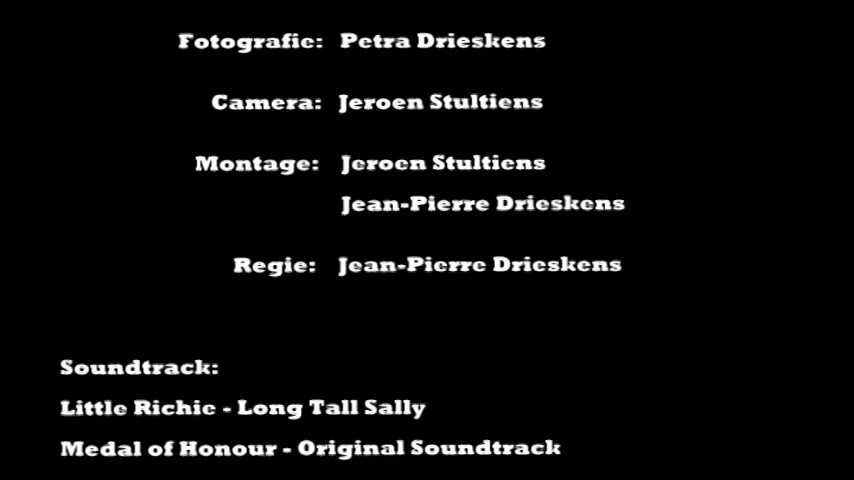 Fotografie: Petra Drieskens
Camera: Jeroen Stultiens
Montage: Jeroen Stultiens
Jean-Pierre Drieskens
Regie: Jean-Pierre Drieskens
Soundtrack:
Little Richie - Long Tall Sally
Medal of Honour - Original Soundtrack